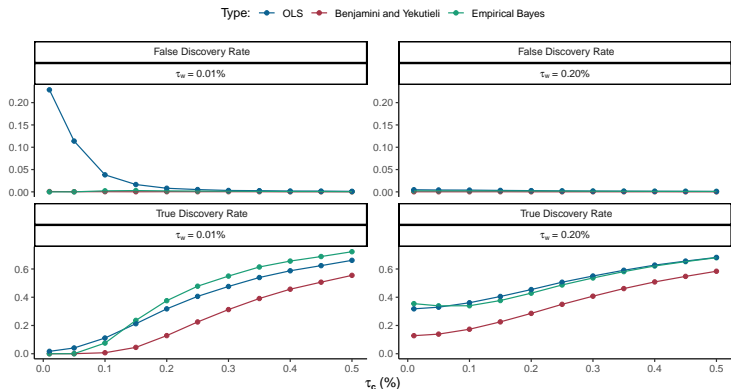 Type: OLS Benjamini and Yekutieli Empirical Bayes
False Discovery Rate False Discovery Rate
τw = 0.01% τw = 0.20%
0.20 0.20
0.15 0.15
0.10 0.10
0.05 0.05
0.00 0.00
True Discovery Rate True Discovery Rate
τw = 0.01% τw = 0.20%
0.6 0.6
0.4 0.4
0.2 0.2
0.0 0.0
0.0 0.1 0.2 0.3 0.4 0.5 0.0 0.1 0.2 0.3 0.4 0.5
τc (%)